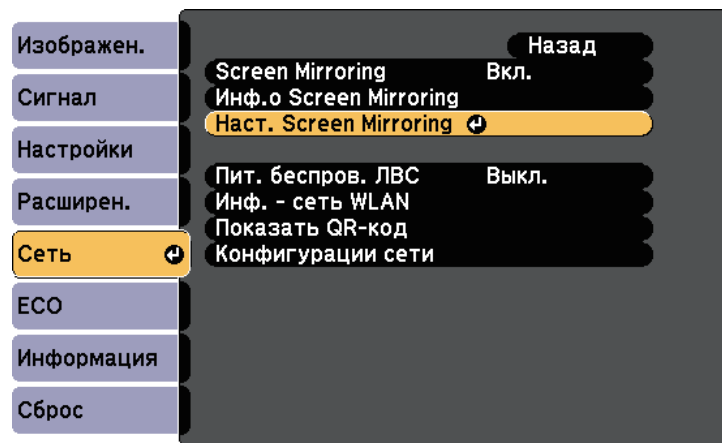 Изображен.
Сигнал
Настройки
Расширен.
Сеть
ECO
Информация
Сброс
Назад
Screen Mirroring Вкл.
Инф.о Screen Mirroring
Наст. Screen Mirroring
Пит. беспров. ЛВС Выкл.
Инф. - сеть WLAN
Показать QR-код
Конфигурации сети